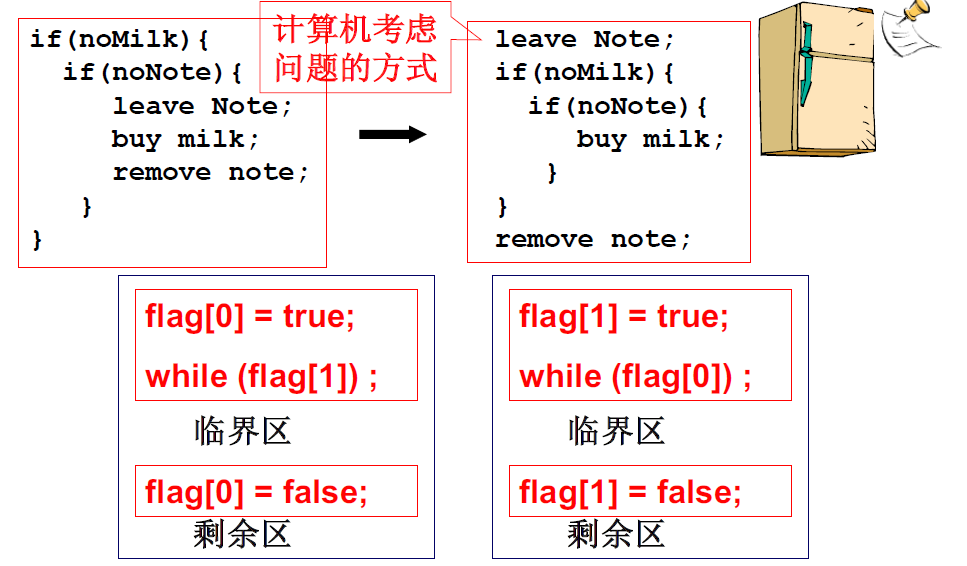 if(noMilk){
if(noNote){
leave Note;
buy milk;
remove note;
}
}
计算机考虑
问题的方式
leave Note;
if(noMilk){
if(noNote){
buy milk;
}
}
remove note;
flag[0] = true;
while (flag[1]) ;
临界区
flag[0] = false;
剩余区
flag[1] = true;
while (flag[0]) ;
临界区
flag[1] = false;
剩余区